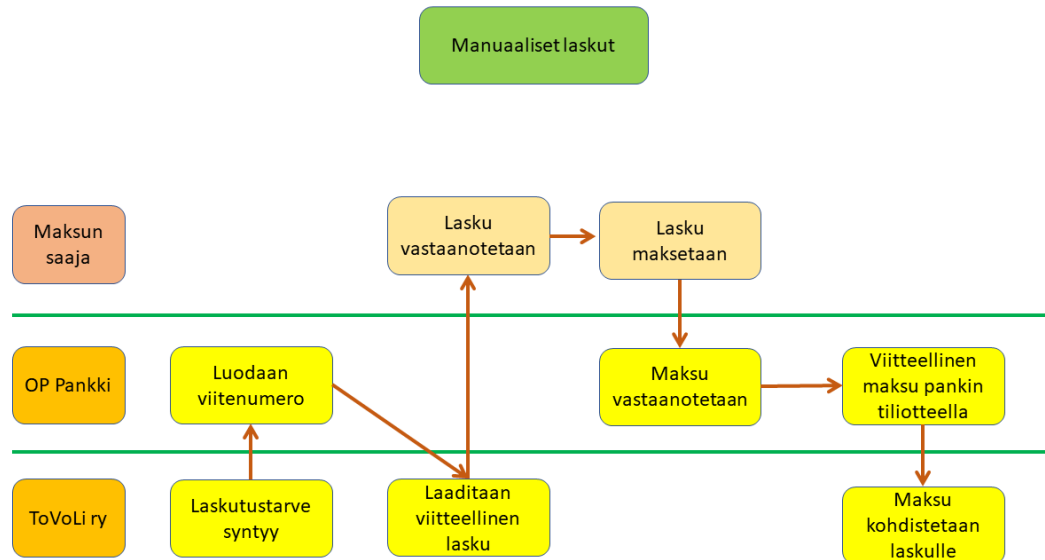 Manuaaliset laskut
Maksun
saaja
Lasku
vastaanotetaan
Lasku
maksetaan
OP Pankki
Luodaan
viitenumero
Maksu
vastaanotetaan
Viitteellinen
maksu pankin
tiliotteella
ToVoLi ry
Laskutustarve
syntyy
Laaditaan
viitteellinen
lasku
Maksu
kohdistetaan
laskulle